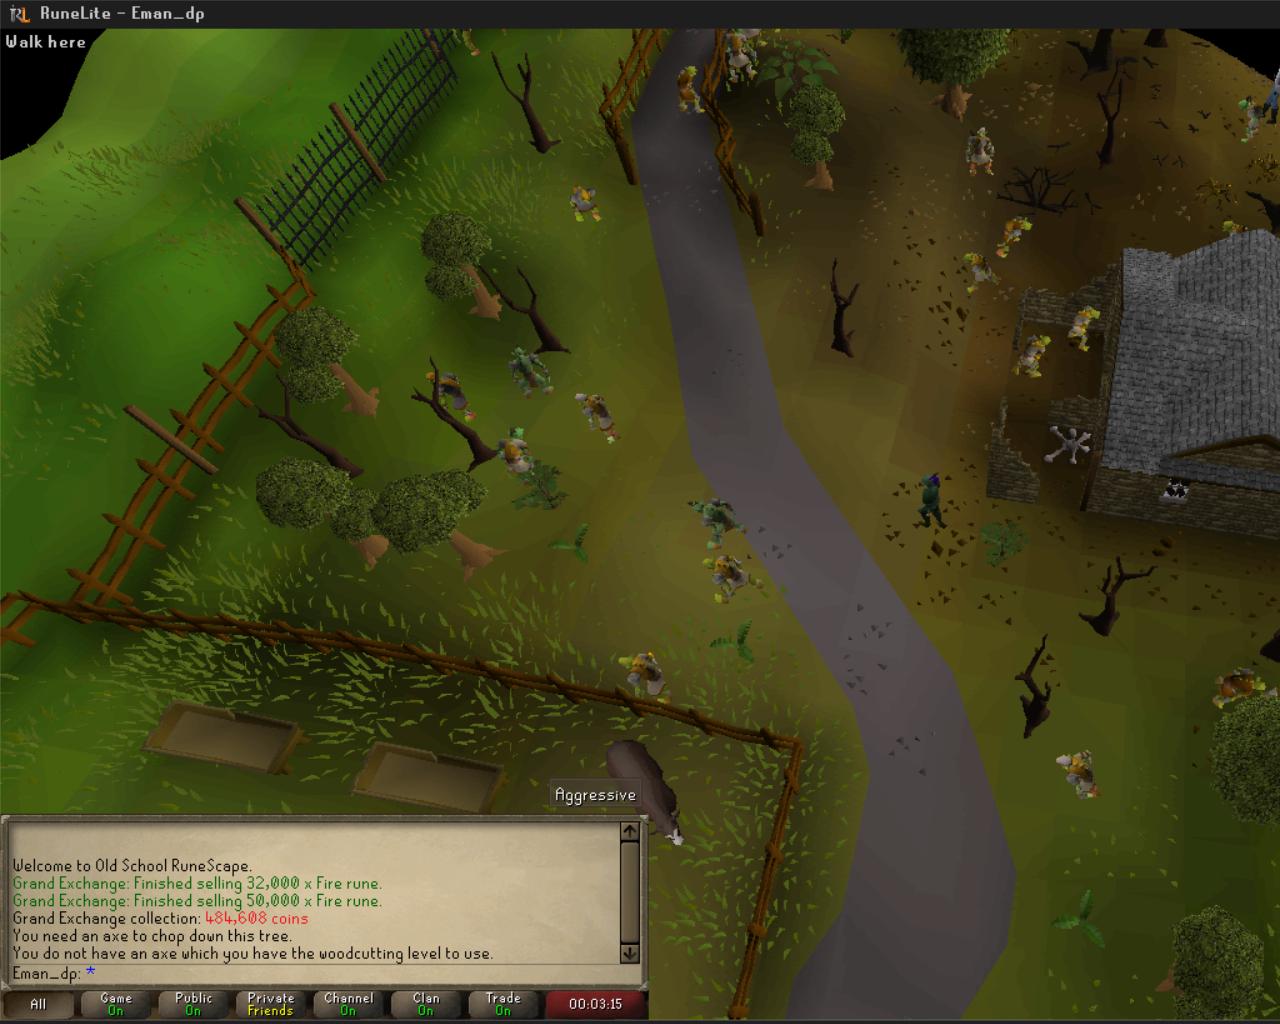 RuneLite - Eman_dp
Walk here
Aggressive
Welcome to Old School RuneScape.
Grand Exchange: Finished selling 32,000 x Fire rune.
Grand Exchange: Finished selling 50,000 x Fire rune.
Grand Exchange collection: 484,608 coins
You need an axe to chop down this tree.
You do not have an axe which you have the woodcutting level to use.
Eman_dp: *
All
Game
On
Public
On
Private
Friends
Channel
On
Clan
On
Trade
On
00:03:15